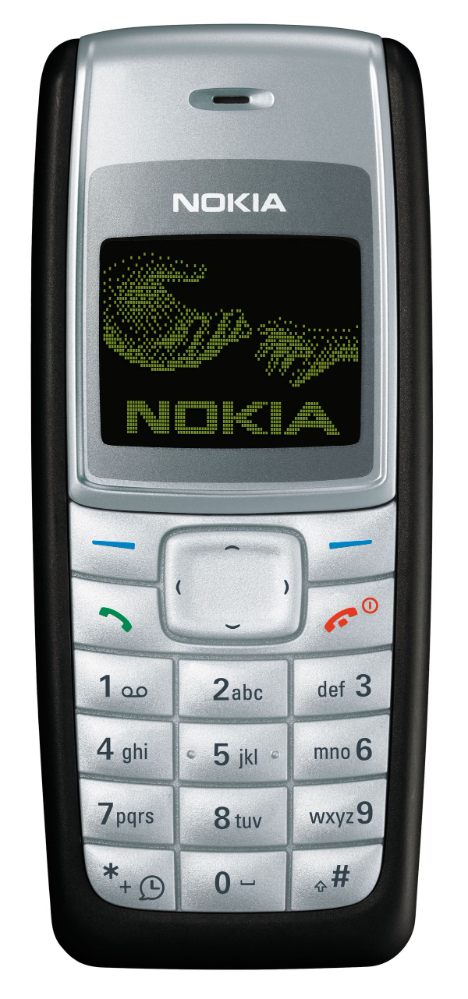 NOKIA
NOKIA
1
2abc
def 3
4 ghi
5 jkl
mno 6
7pqrs
8 tuv
wxyz9
*+
0
#